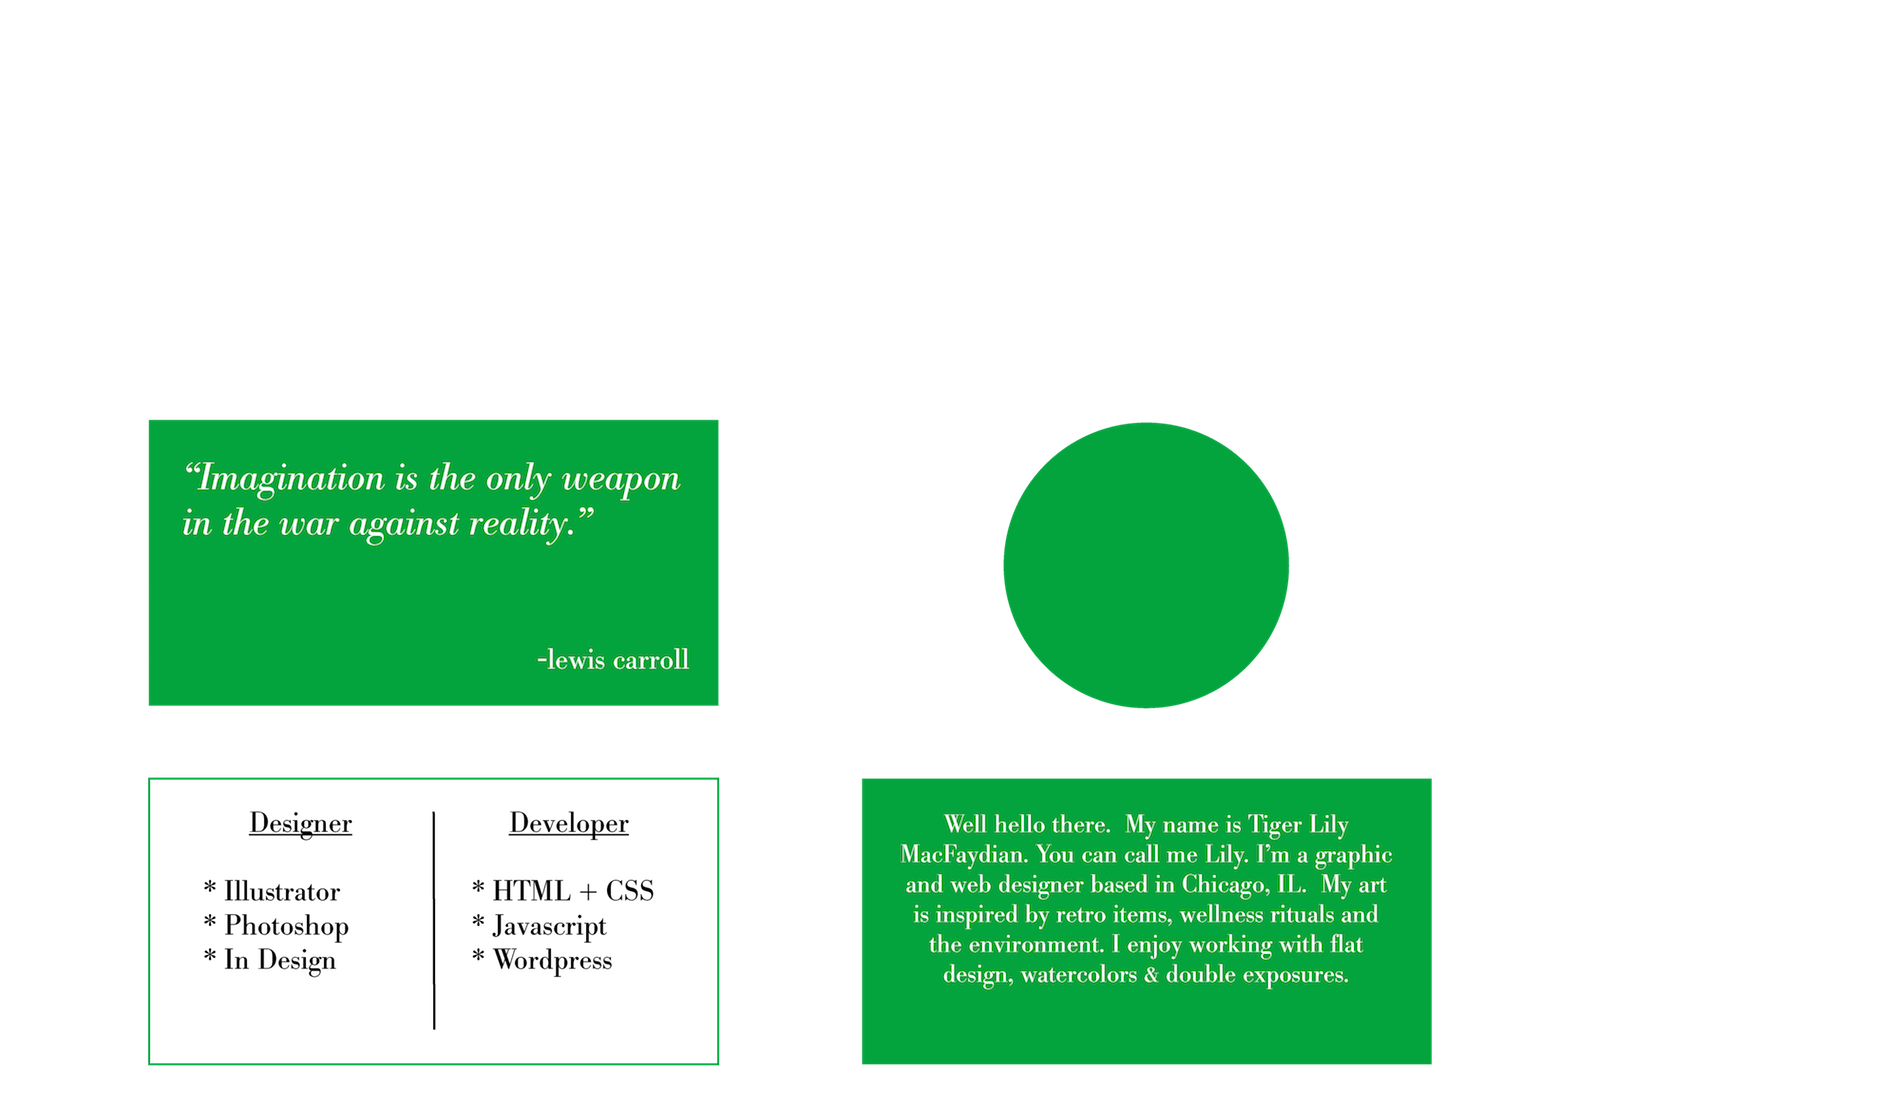 “Imagination is the only weapon
in the war against reality.”
-lewis carroll
Designer
* Illustrator
* Photoshop
* In Design
Developer
* HTML + CSS
* Javascript
* Wordpress
Well hello there.  My name is Tiger Lily
MacFaydian. You can call me Lily. I’m a graphic
and web designer based in Chicago, IL.  My art
is inspired by retro items, wellness rituals and
the environment. I enjoy working with flat
design, watercolors & double exposures.